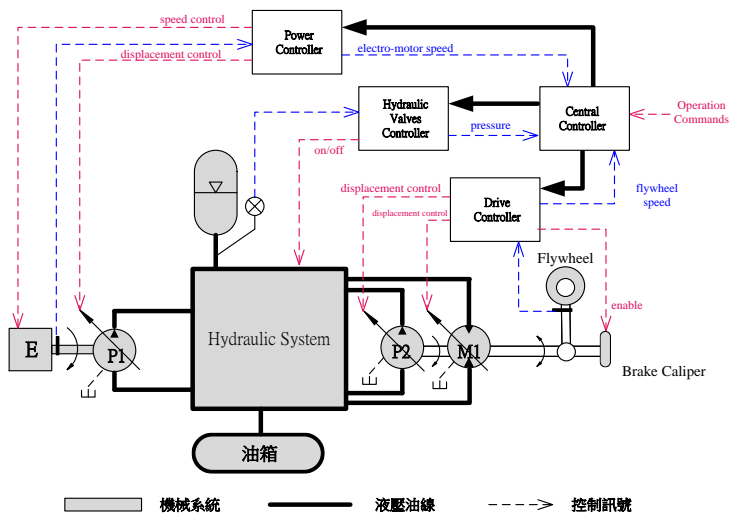 speed control
Power
Controller
displacement control
electro-motor speed
Hydraulic
Valves
Controller
Central
Controller
Operation
Commands
on/off
pressure
displacement control
displacement control
Drive
Controller
flywheel
speed
Flywheel
enable
Hydraulic System
E
P1
P2
M1
Brake Caliper
油箱
機械系統
液壓油線
控制訊號